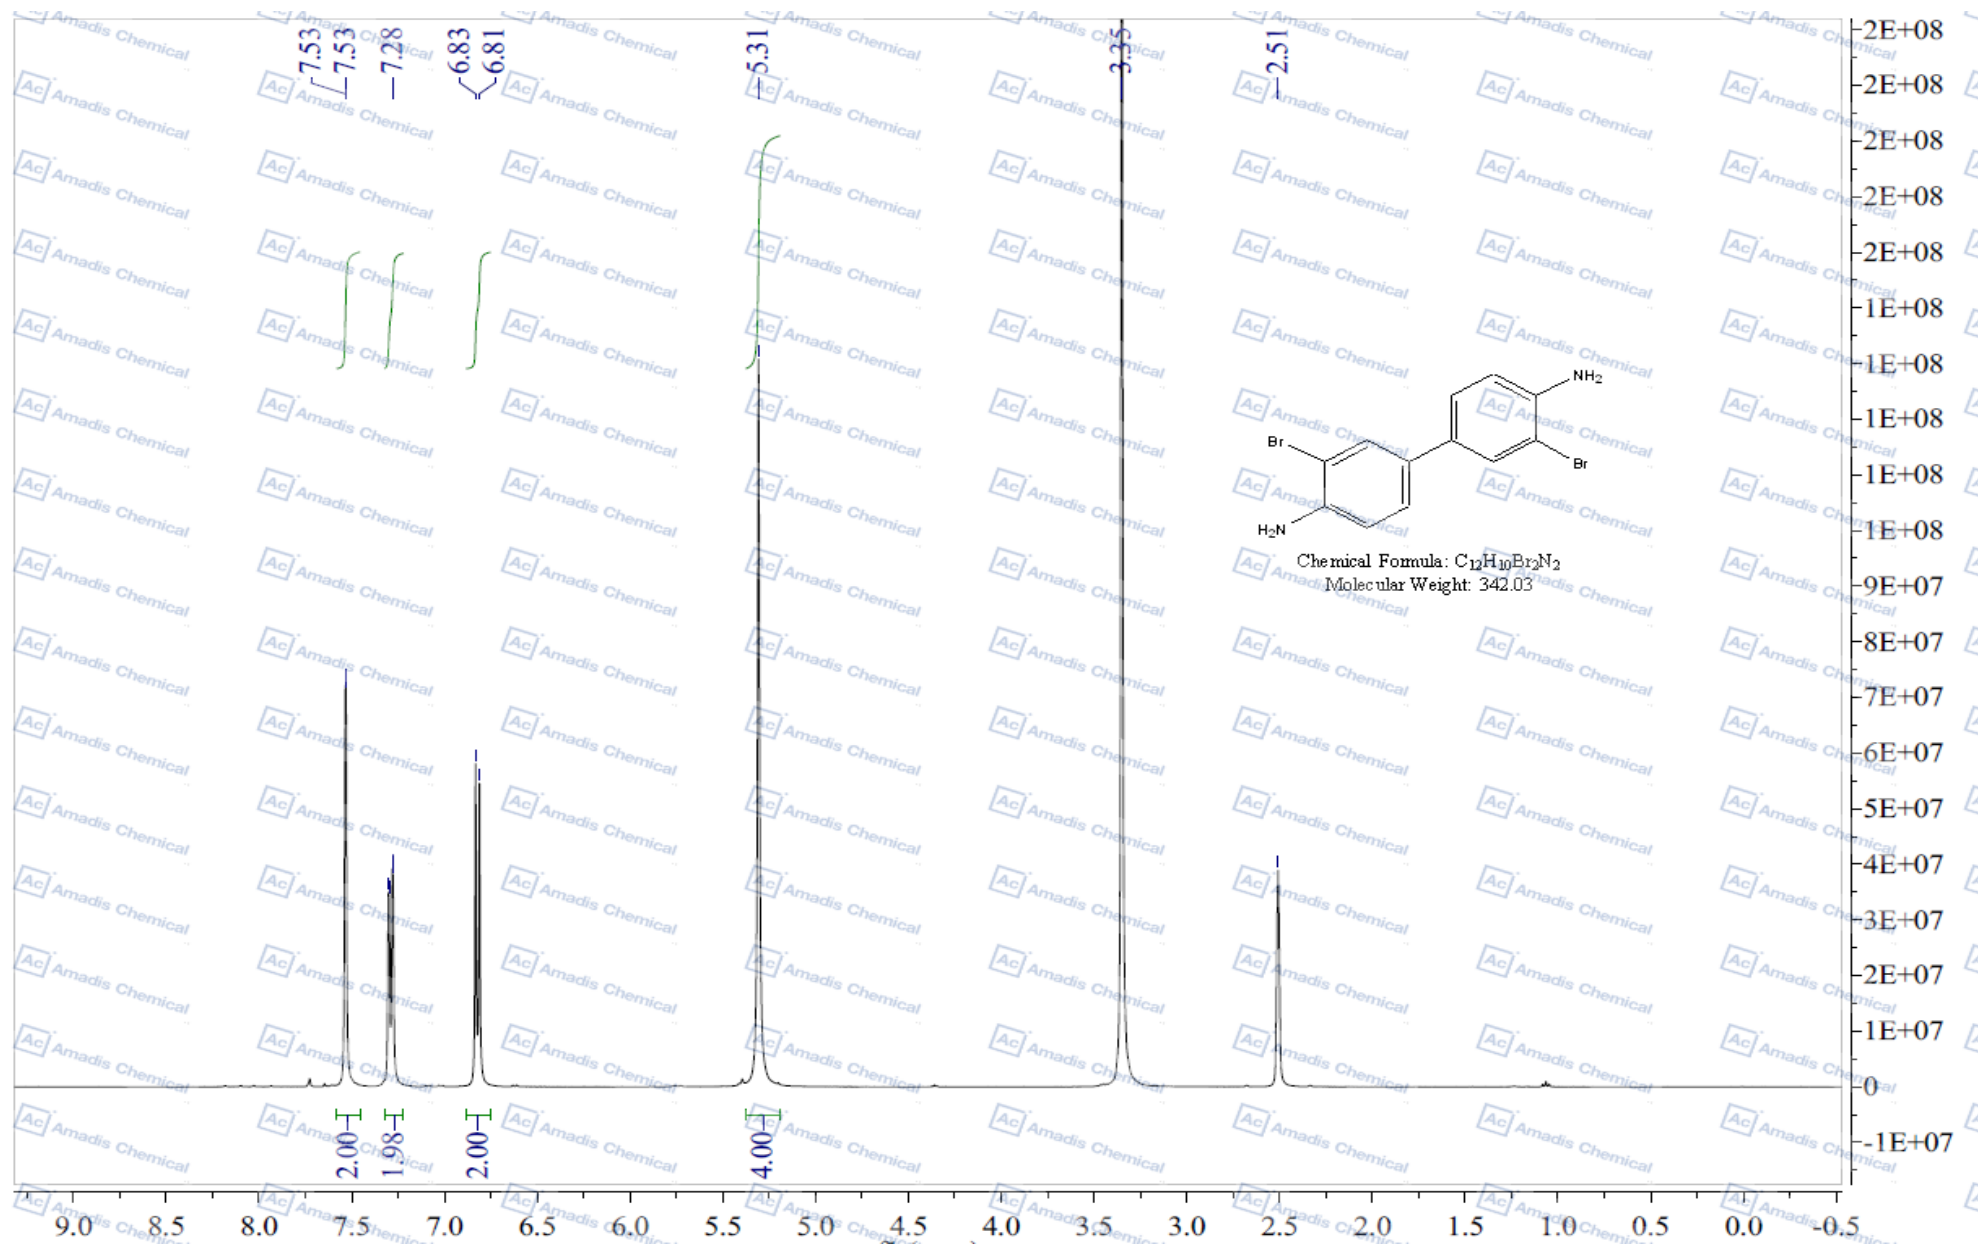 7.53
7.53
7.28
6.83
6.81
5.31
3.35
2.51
2E+08
2E+08
2E+08
2E+08
2E+08
1E+08
1E+08
1E+08
1E+08
1E+08
9E+07
8E+07
7E+07
6E+07
5E+07
4E+07
3E+07
2E+07
1E+07
0
-1E+07
NH₂
Br
Br
H₂N
Chemical Formula: C₁₂H₁₀Br₂N₂
Molecular Weight: 342.03
2.00
1.98
2.00
4.00
9.0 8.5 8.0 7.5 7.0 6.5 6.0 5.5 5.0 4.5 4.0 3.5 3.0 2.5 2.0 1.5 1.0 0.5 0.0 -0.5
Ac Amadis Chemical